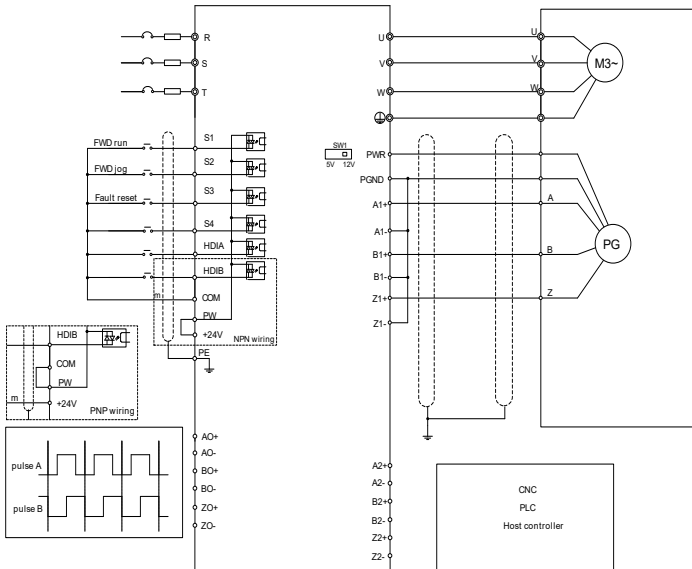 R
S
T
FWD run
FWD jog
Fault reset
S1
S2
S3
S4
HDIA
HDIB
COM
PW
+24V
NPN wiring
PE
m
HDIB
COM
PW
m
+24V
PNP wiring
pulse A
pulse B
AO+
AO-
BO+
BO-
ZO+
ZO-
U
V
W
SW1
5V 12V
PWR
PGND
A1+
A1-
B1+
B1-
Z1+
Z1-
A2+
A2-
B2+
B2-
Z2+
Z2-
U
V
W
M3~
A
B
Z
PG
CNC
PLC
Host controller